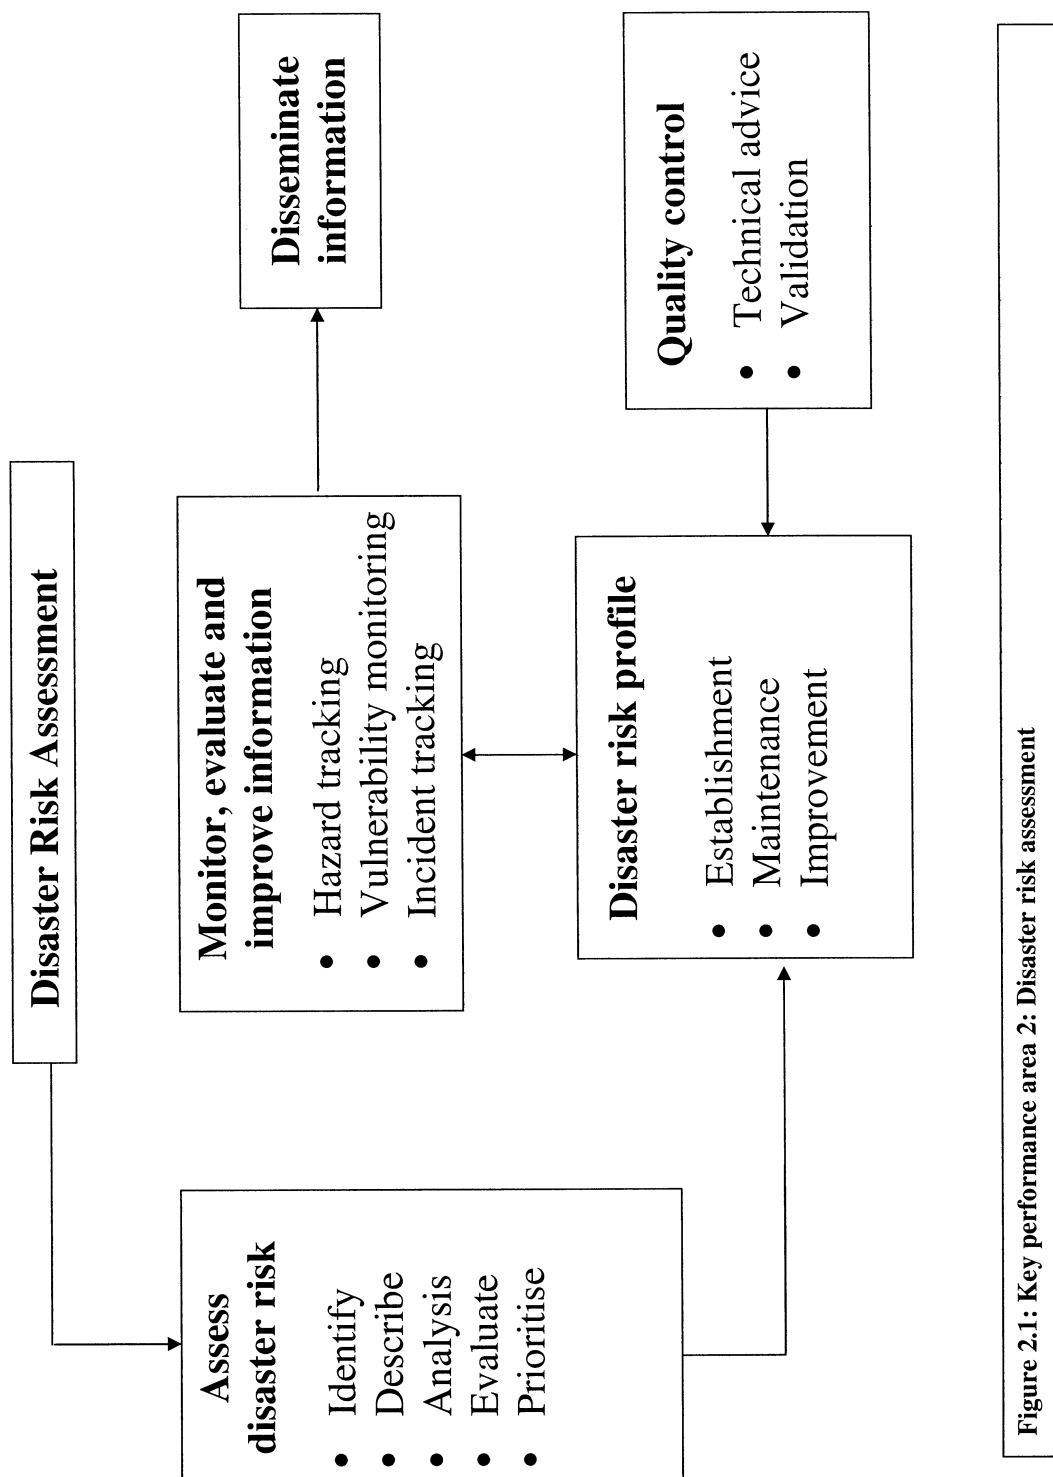 Disaster Risk Assessment
Assess
disaster risk
• Identify
• Describe
• Analysis
• Evaluate
• Prioritise
Monitor, evaluate and
improve information
• Hazard tracking
• Vulnerability monitoring
• Incident tracking
Disseminate
information
Disaster risk profile
• Establishment
• Maintenance
• Improvement
Quality control
• Technical advice
• Validation
Figure 2.1: Key performance area 2: Disaster risk assessment